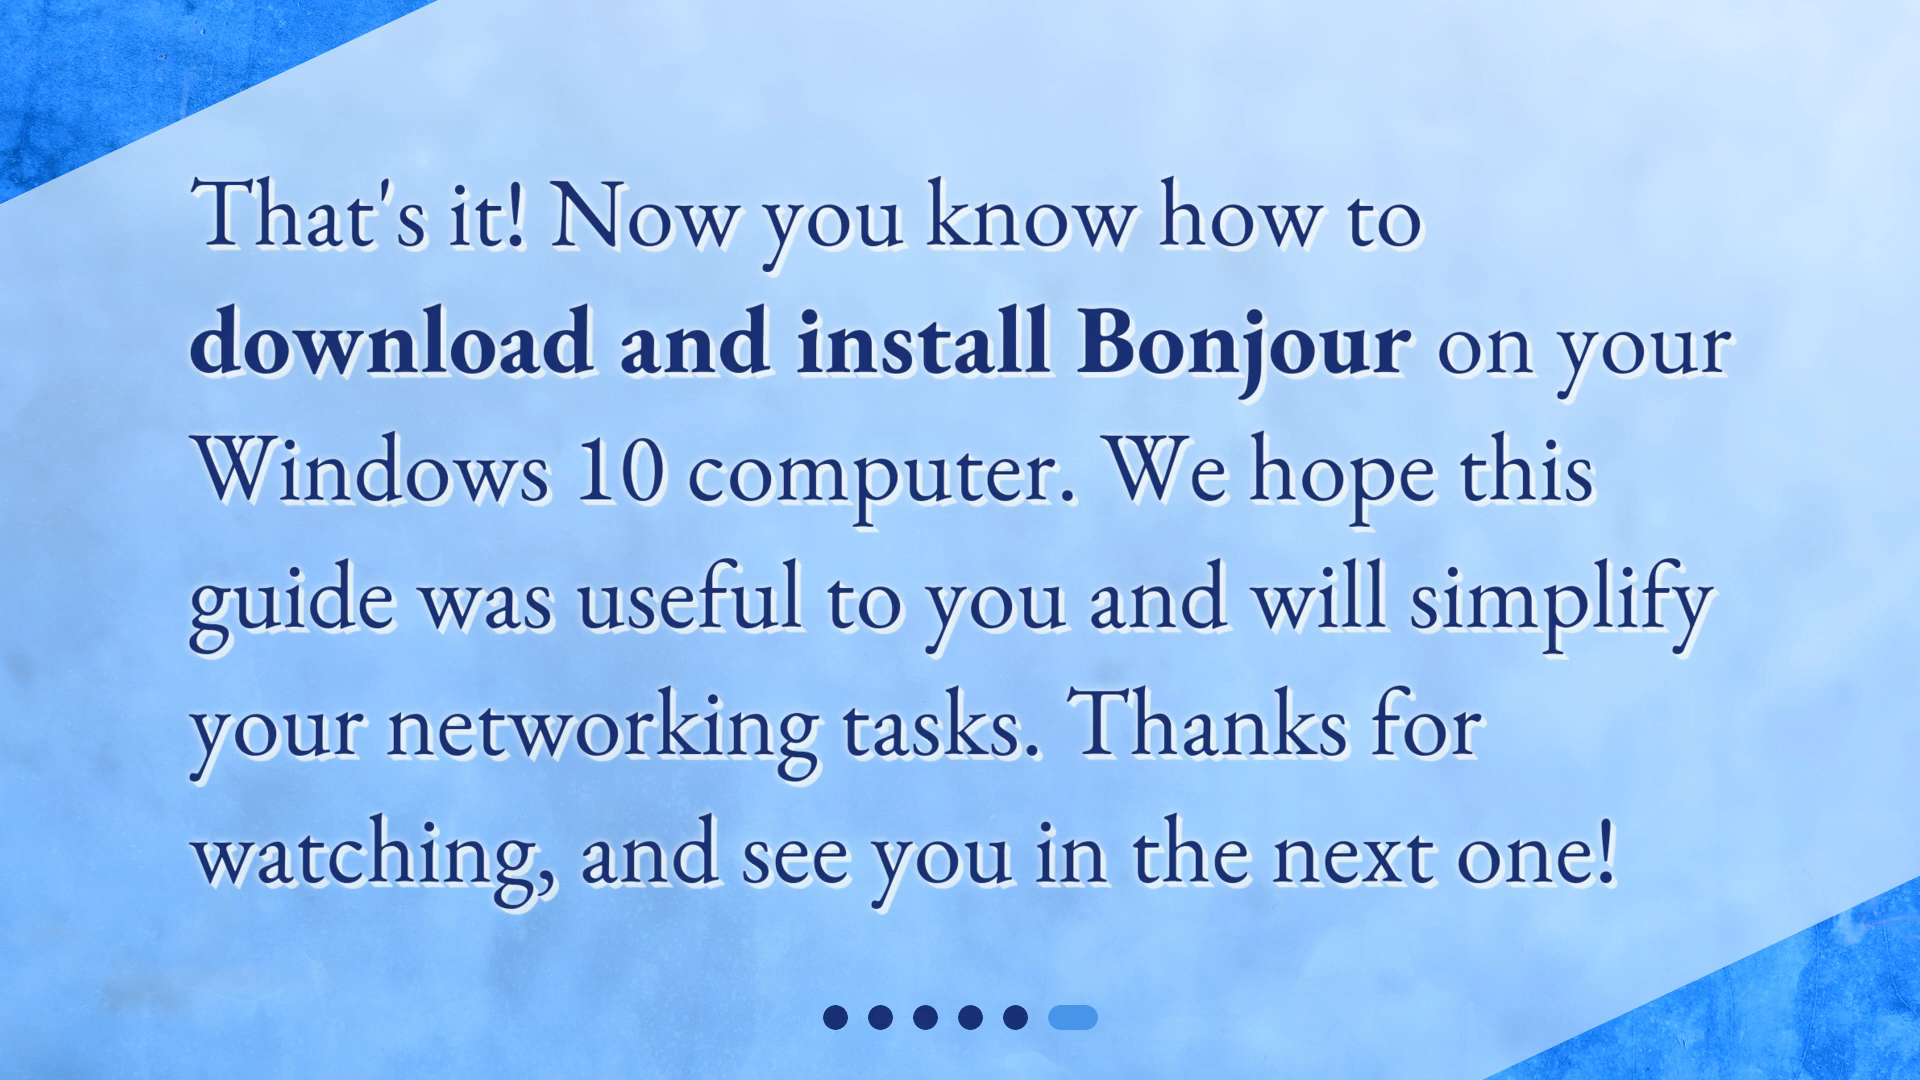 That's it! Now you know how to
download and install Bonjour on your
Windows 10 computer. We hope this
guide was useful to you and will simplify
your networking tasks. Thanks for
watching, and see you in the next one!